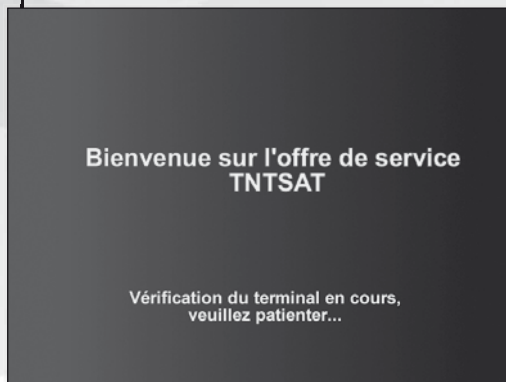 Bienvenue sur l'offre de service
TNTSAT
Vérification du terminal en cours,
veuillez patienter...